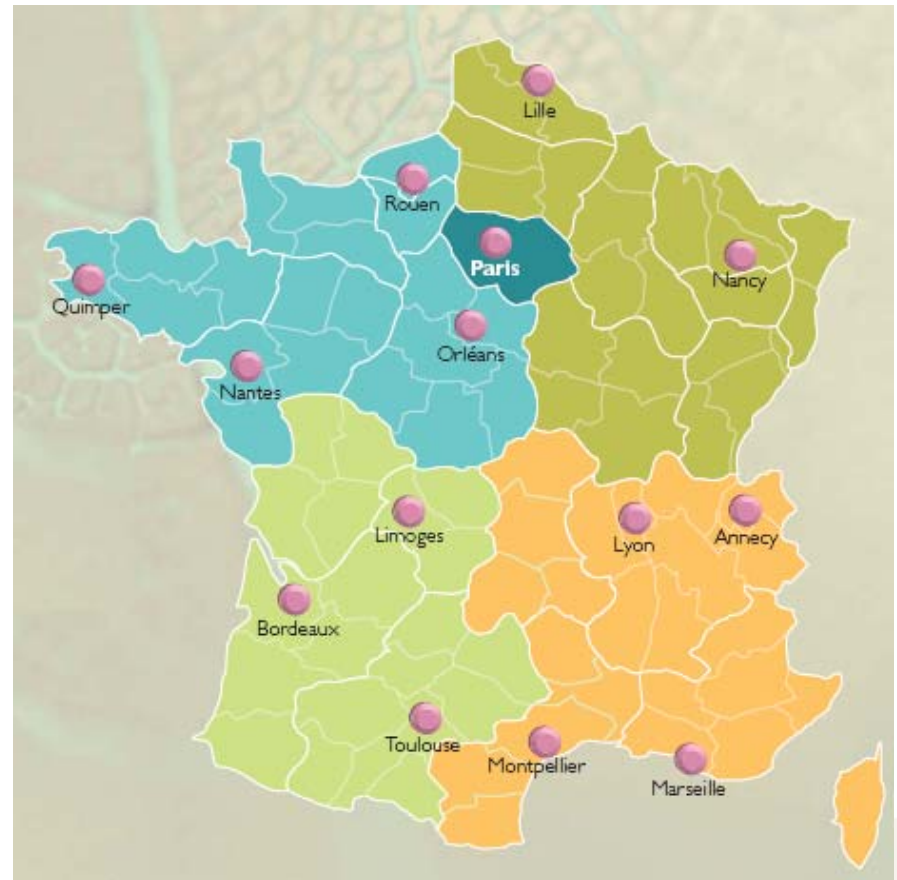 Lille
Rouen
Paris
Nancy
Quimper
Orléans
Nantes
Limoges
Lyon
Annecy
Bordeaux
Toulouse
Montpellier
Marseille